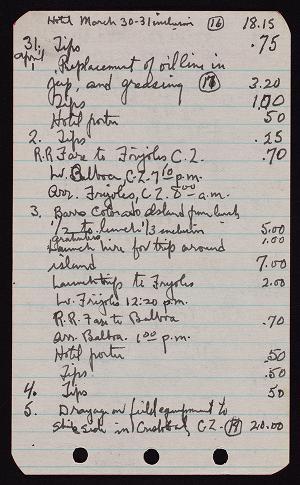 Hotel March 30-31 inclusive (16) 18.15
31. Tips .75
April 1, Replacement of oil line in
jeep, and greasing (17) 3.20
Tips 1.00
Hotel porter 50
2. Tips .25
R.R. Fare to Frijoles C.Z. .70
Lv. Balboa, C.Z. 7 10 p.m.
Arr. Frijoles, C.Z. 8 00 a.m.
3. Barro Colorado Island from lunch
1/2 to lunch 1/3 inclusive 5.00
gratuities 1.00
Launch hire for trip around
island 7.00
Launch trip to Frijoles 2.00
Lv. Frijoles 12:20 p.m.
R.R. Fare to Balboa .70
Arr. Balboa. 1 00 p.m.
Hotel porter .50
Tips .50
4. Tips 50
5. Drayage on field equipment to
ship side in Cristobal, C.Z. (19) 20.00